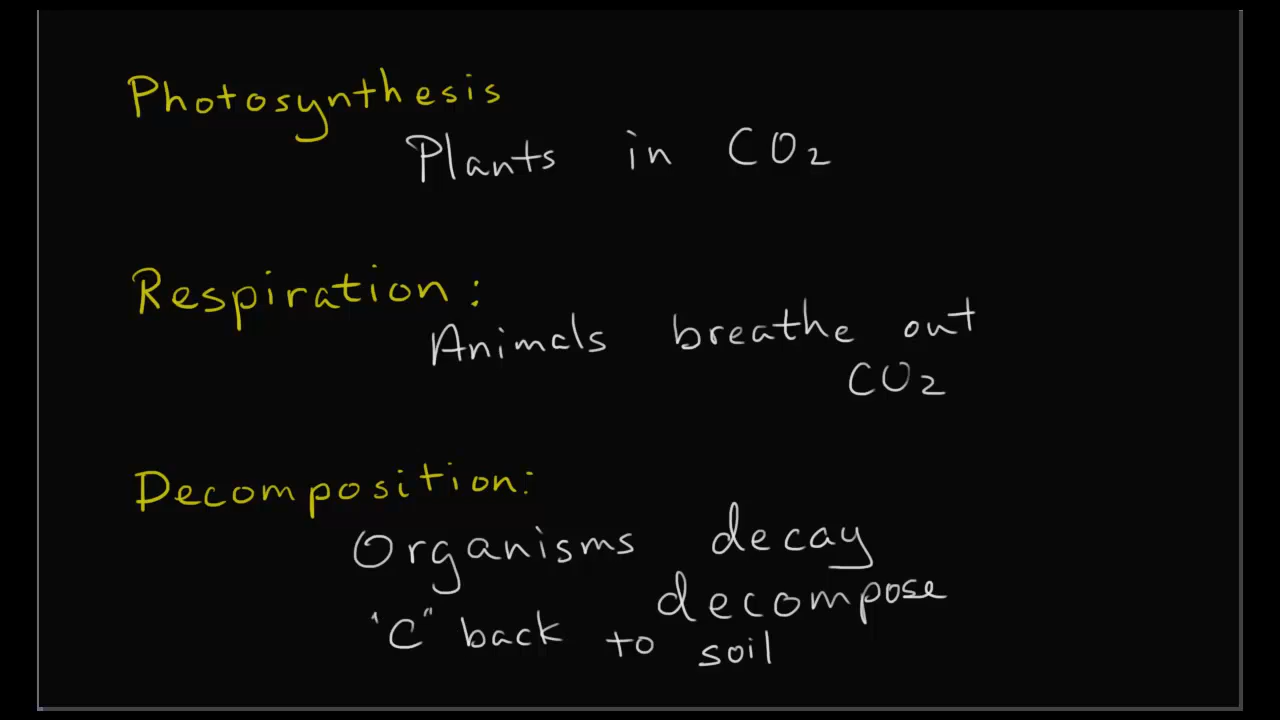 Photosynthesis
Plants in CO2
Respiration:
Animals breathe out
CO2
Decomposition:
Organisms decay
decompose
"C" back to soil